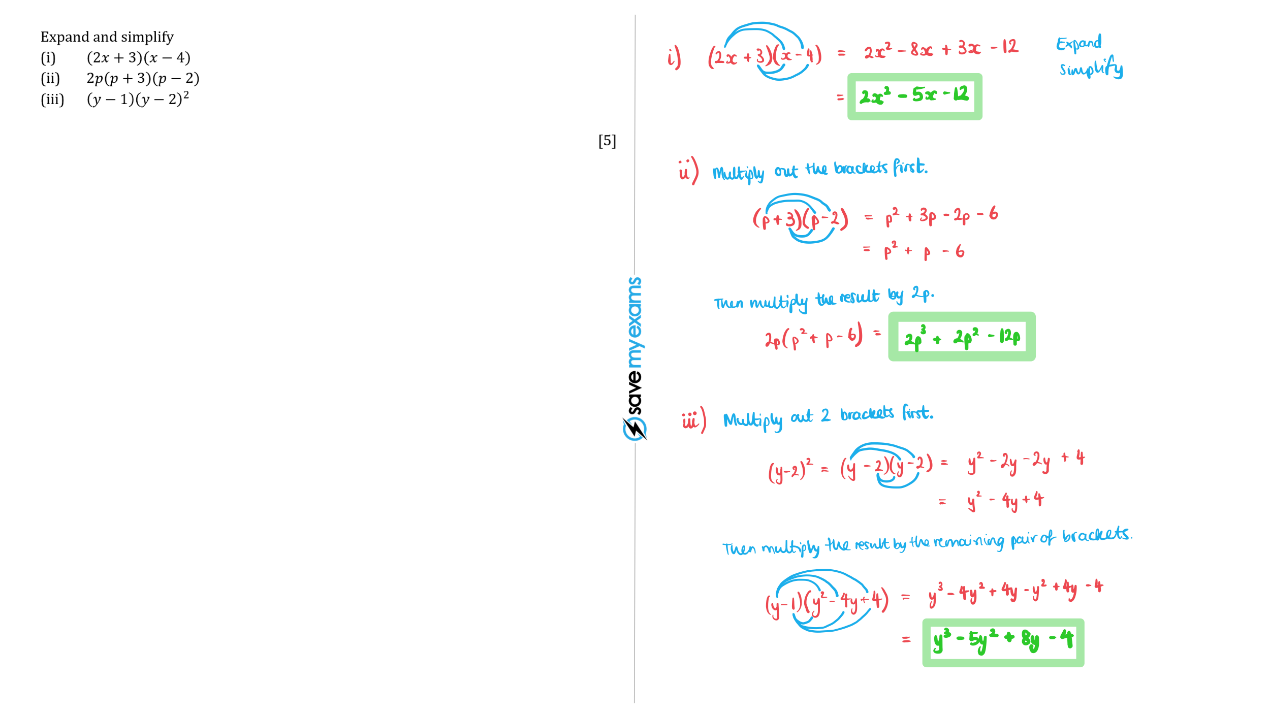 Expand and simplify
(i) (2x + 3)(x − 4)
(ii) 2p(p + 3)(p − 2)
(iii) (y − 1)(y − 2)²
[5]
savemyexams
i) (2x + 3)(x − 4) = 2x² − 8x + 3x − 12
Expand
Simplify
= 2x² − 5x − 12
ii) Multiply out the brackets first.
(p + 3)(p − 2) = p² + 3p − 2p − 6
= p² + p − 6
Then multiply the result by 2p.
2p(p² + p − 6) = 2p³ + 2p² − 12p
iii) Multiply out 2 brackets first.
(y−2)² = (y − 2)(y − 2) = y² − 2y − 2y + 4
= y² − 4y + 4
Then multiply the result by the remaining pair of brackets.
(y − 1)(y² − 4y + 4) = y³ − 4y² + 4y − y² + 4y − 4
= y³ − 5y² + 8y − 4